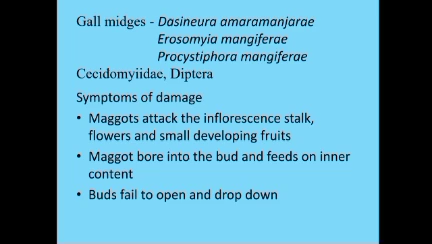 Gall midges - Dasineura amaramanjarae
Erosomyia mangiferae
Procystiphora mangiferae
Cecidomyiidae, Diptera
Symptoms of damage
• Maggots attack the inflorescence stalk,
flowers and small developing fruits
• Maggot bore into the bud and feeds on inner
content
• Buds fail to open and drop down